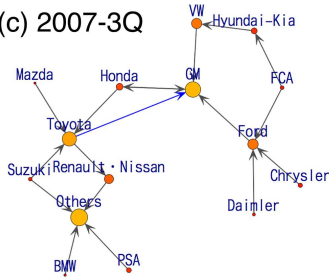 (c) 2007-3Q
VW
Hyundai-Kia
Mazda
Honda
GM
FCA
Toyota
Ford
Suzuki
Renault・Nissan
Chrysler
Others
Daimler
BMW
PSA